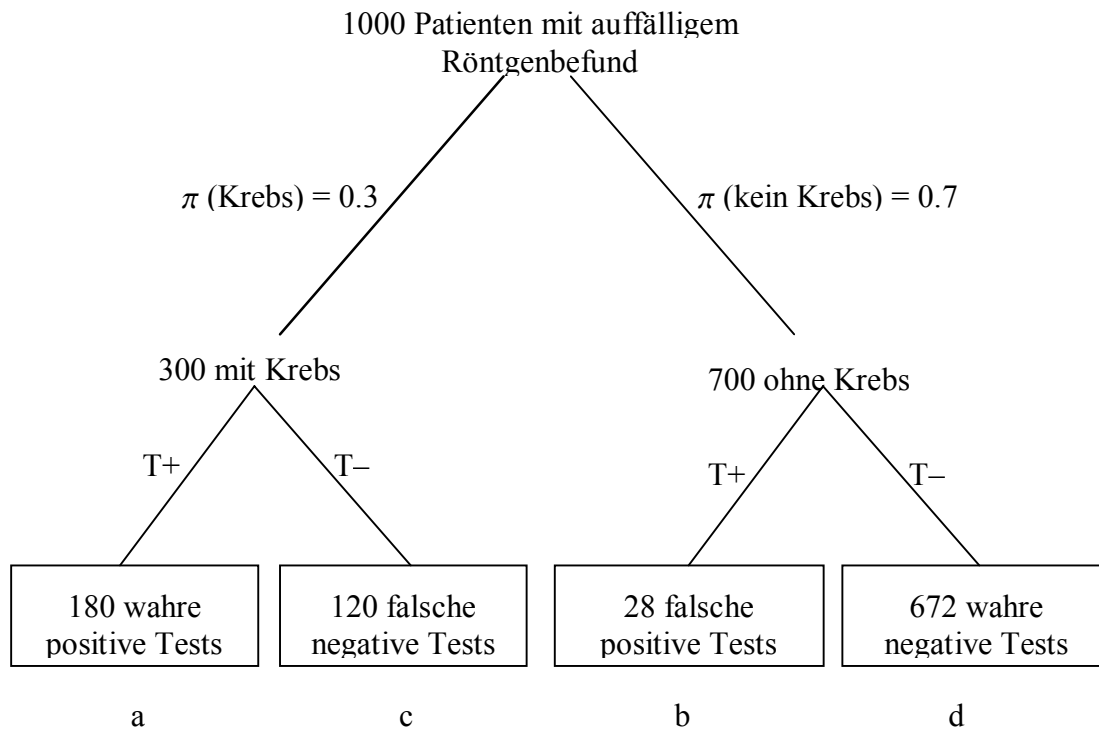 1000 Patienten mit auffälligem
Röntgenbefund
π (Krebs) = 0.3
π (kein Krebs) = 0.7
300 mit Krebs
700 ohne Krebs
T+
T–
T+
T–
180 wahre
positive Tests
120 falsche
negative Tests
28 falsche
positive Tests
672 wahre
negative Tests
a
c
b
d